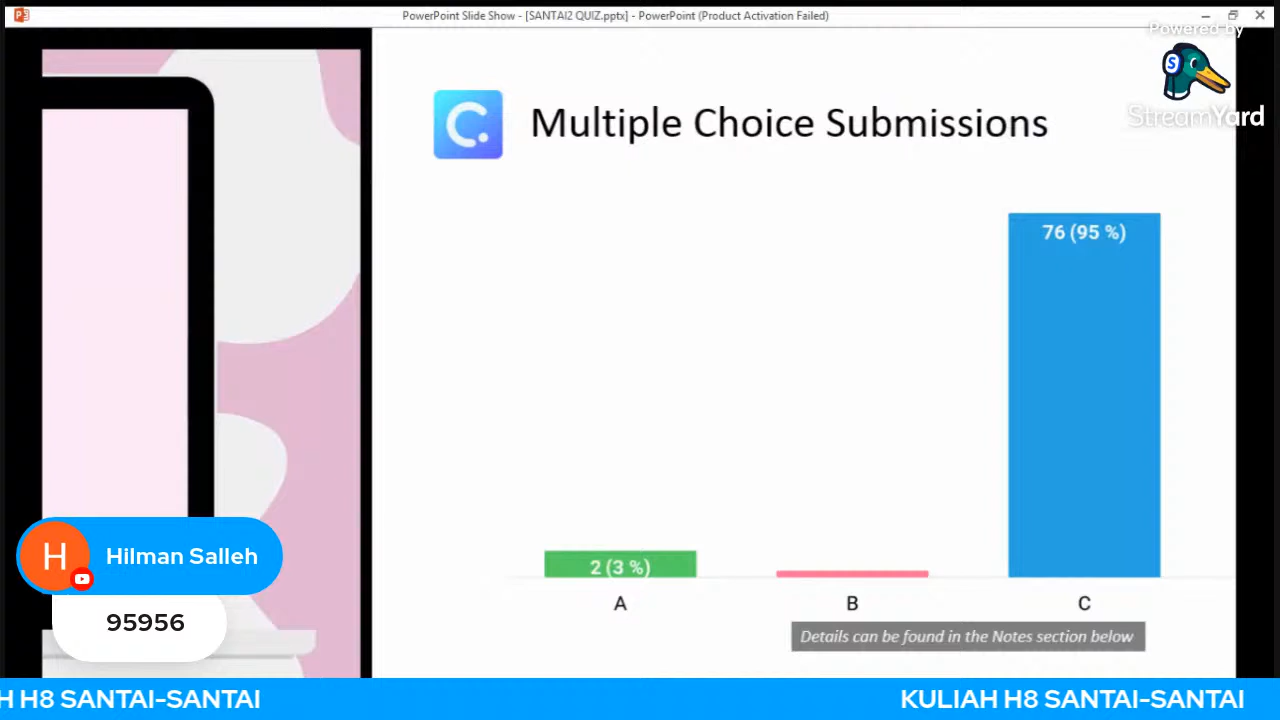 PowerPoint Slide Show - [SANTAI2 QUIZ.pptx] - PowerPoint (Product Activation Failed)
Powered by
S
StreamYard
C.
Multiple Choice Submissions
76 (95 %)
2 (3 %)
A
B
C
Details can be found in the Notes section below
H
Hilman Salleh
95956
H H8 SANTAI-SANTAI
KULIAH H8 SANTAI-SANTAI